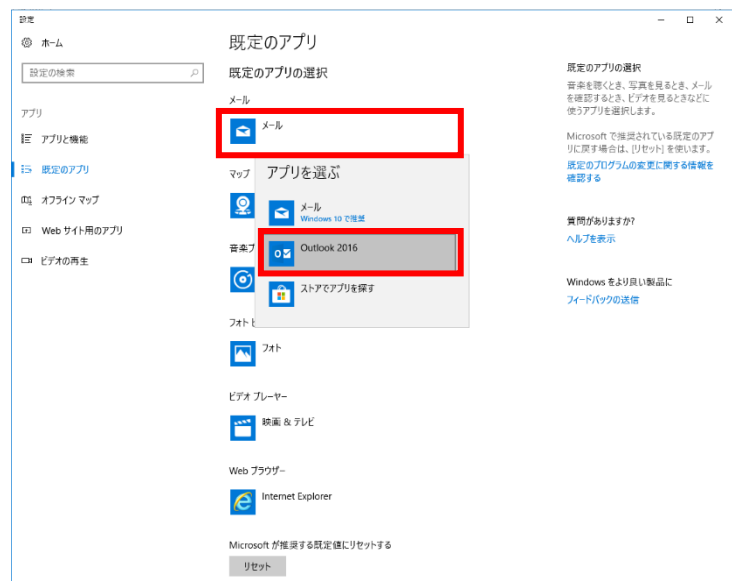 設定
ホーム
設定の検索
アプリ
アプリと機能
既定のアプリ
オフライン マップ
Web サイト用のアプリ
ビデオの再生
既定のアプリ
既定のアプリの選択
メール
メール
マップ
アプリを選ぶ
メール
Windows 10 で推奨
Outlook 2016
ストアでアプリを探す
音楽プ
フォト ビ
フォト
ビデオ プレーヤー
映画 & テレビ
Web ブラウザー
Internet Explorer
Microsoft が推奨する既定値にリセットする
リセット
既定のアプリの選択
音楽を聴くとき、写真を見るとき、メール
を確認するとき、ビデオを見るときなどに
使うアプリを選択します。
Microsoft で推奨されている既定のアプ
リに戻す場合は、[リセット] を使います。
既定のプログラムの変更に関する情報を
確認する
質問がありますか?
ヘルプを表示
Windows をより良い製品に
フィードバックの送信